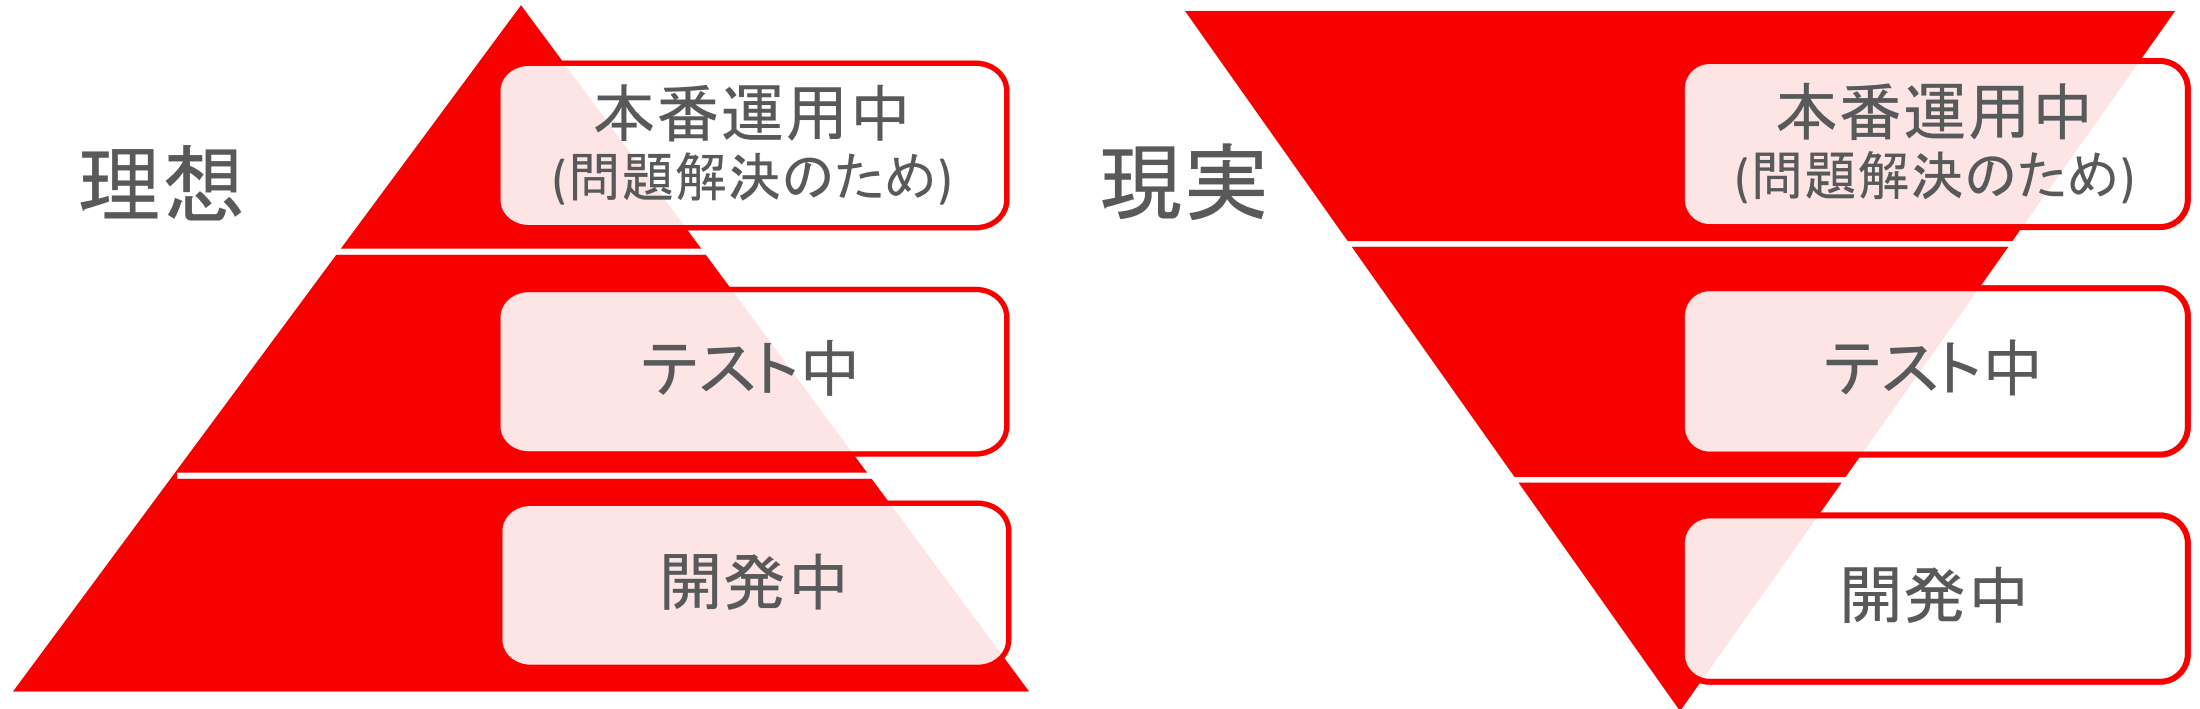 理想
本番運用中
(問題解決のため)
テスト中
開発中
現実
本番運用中
(問題解決のため)
テスト中
開発中